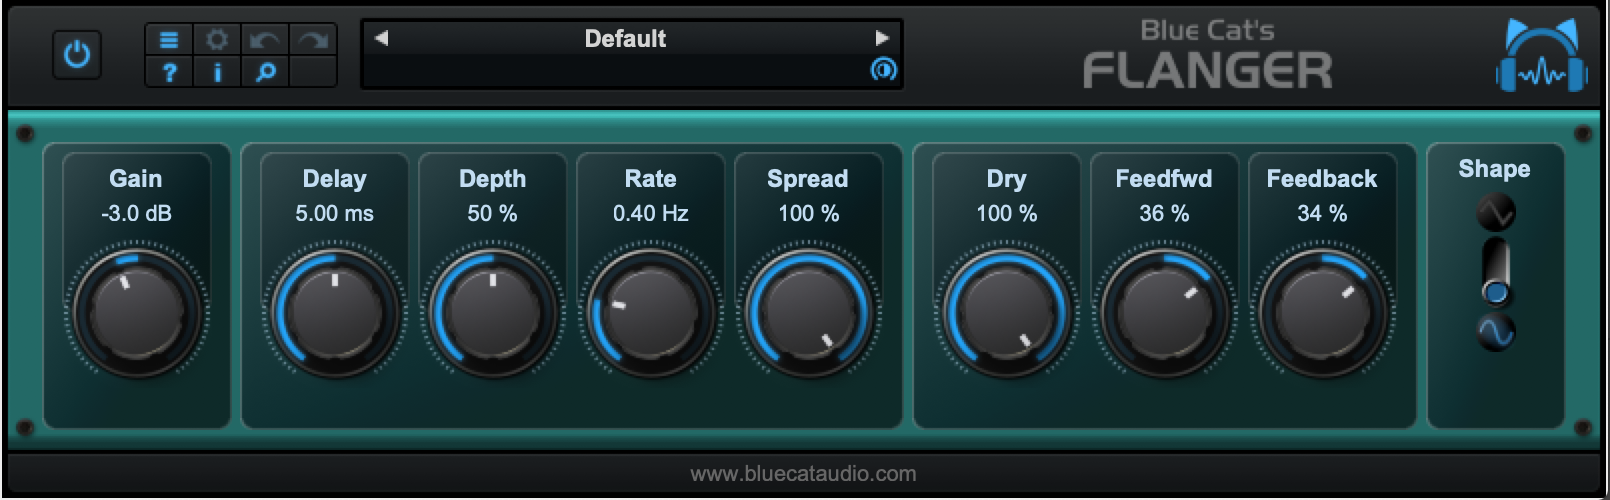 Default
Blue Cat's
FLANGER
? i
Gain
-3.0 dB
Delay
5.00 ms
Depth
50 %
Rate
0.40 Hz
Spread
100 %
Dry
100 %
Feedfwd
36 %
Feedback
34 %
Shape
www.bluecataudio.com